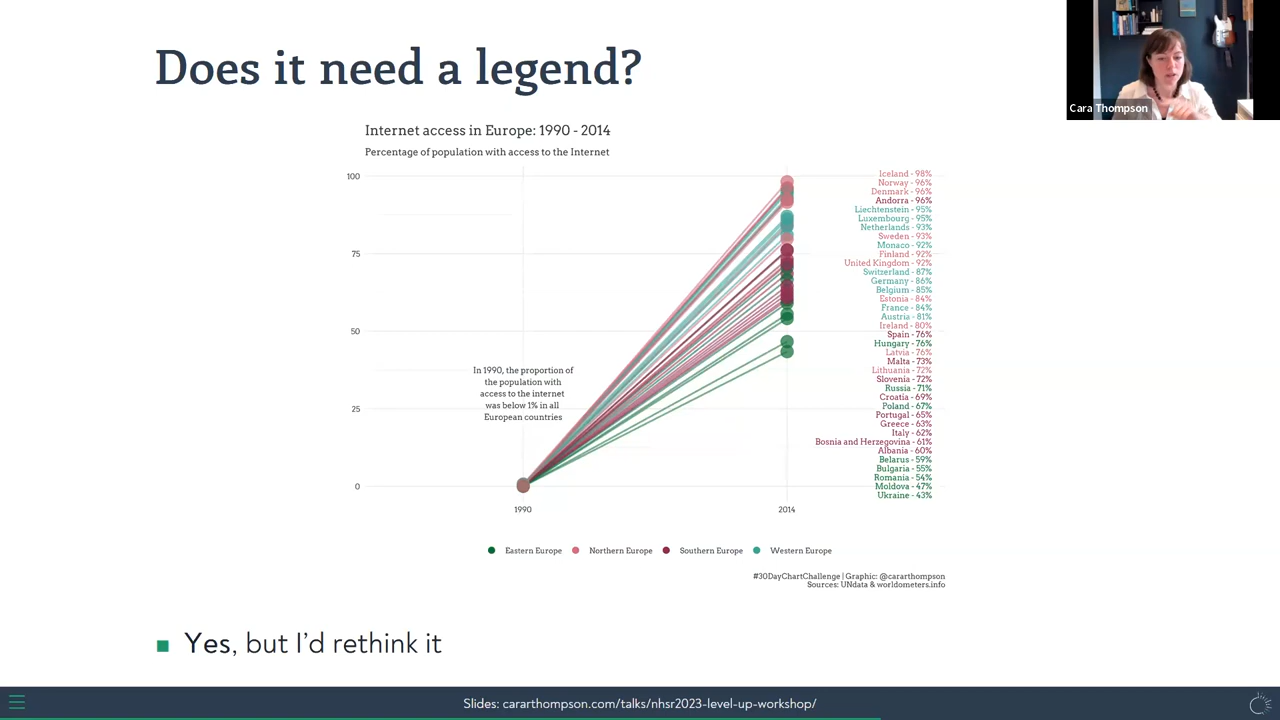 Does it need a legend?
Cara Thompson
Internet access in Europe: 1990 - 2014
Percentage of population with access to the Internet
100
75
50
25
0
In 1990, the proportion of
the population with
access to the internet
was below 1% in all
European countries
1990
2014
Iceland - 98%
Norway - 96%
Denmark - 96%
Andorra - 96%
Liechtenstein - 95%
Luxembourg - 95%
Netherlands - 93%
Sweden - 93%
Monaco - 92%
Finland - 92%
United Kingdom - 92%
Switzerland - 87%
Germany - 86%
Belgium - 85%
Estonia - 84%
France - 84%
Austria - 81%
Ireland - 80%
Spain - 76%
Hungary - 76%
Latvia - 76%
Malta - 73%
Lithuania - 72%
Slovenia - 72%
Russia - 71%
Croatia - 69%
Poland - 67%
Portugal - 65%
Greece - 63%
Italy - 62%
Bosnia and Herzegovina - 61%
Albania - 60%
Belarus - 59%
Bulgaria - 55%
Romania - 54%
Moldova - 47%
Ukraine - 43%
Eastern Europe Northern Europe Southern Europe Western Europe
#30DayChartChallenge | Graphic: @cararthompson
Sources: UNdata & worldometers.info
Yes, but I'd rethink it
Slides: cararthompson.com/talks/nhsr2023-level-up-workshop/